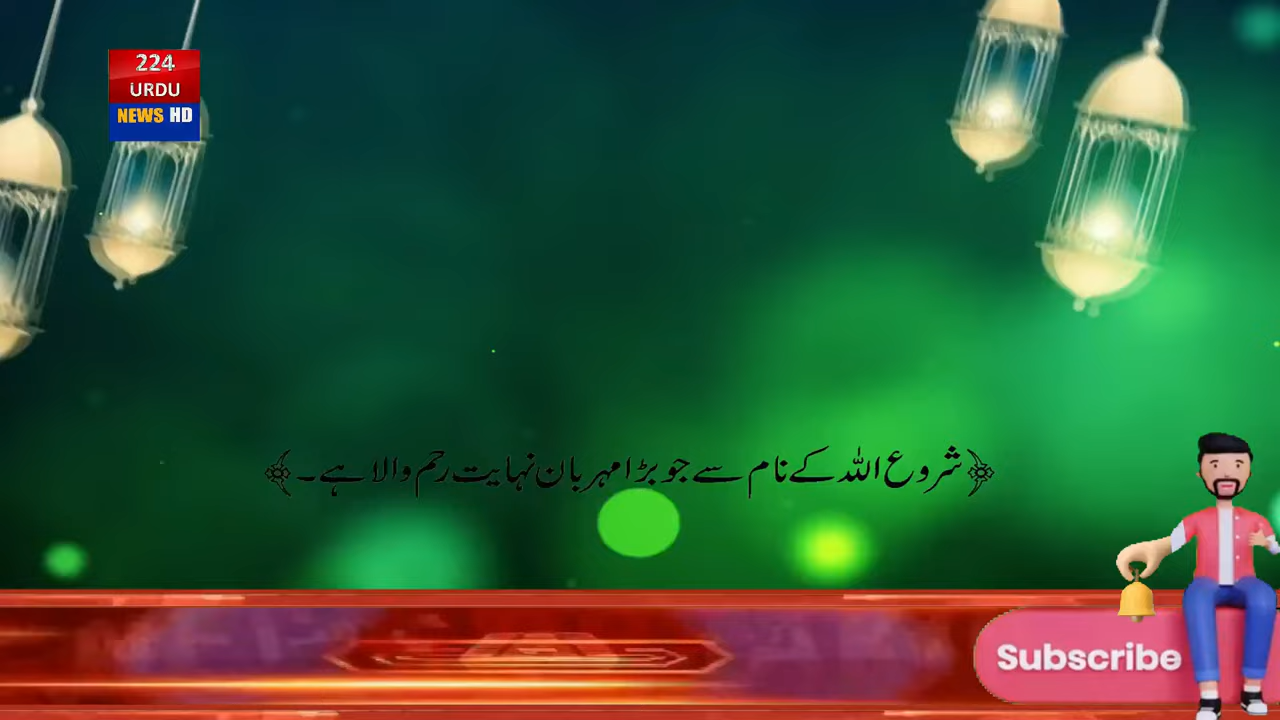 224
URDU
NEWS HD
﴿شروع اللہ کے نام سے جو بڑا مہربان نہایت رحم والا ہے۔﴾
Subscribe